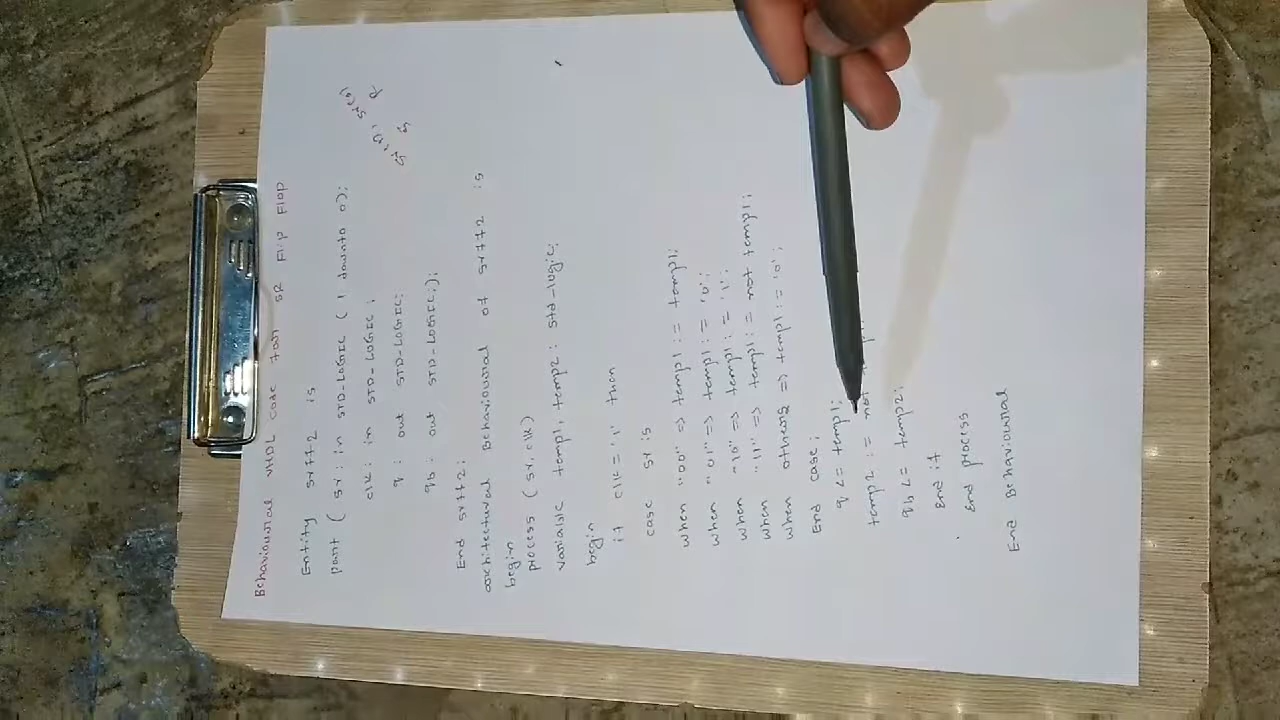 Behavioural VHDL Code for SR Flip Flop
Entity srff2 is
port ( sr : in STD_LOGIC ( 1 downto 0);
clk : in STD_LOGIC ;
q : out STD_LOGIC;
qb : out STD_LOGIC;);
End srff2;
architectural Behavioural of srff2 is
begin
process ( sr, clk)
variable temp1, temp2 : std_logic;
begin
if clk = '1' then
case sr is
when "00" => temp1 := temp1;
when "01" => temp1 := '0';
when "10" => temp1 := '1';
when "11" => temp1 := not temp1;
when others => temp1 := '0';
End case;
q <= temp1;
temp2 : = not
qb <= temp2;
End if
End process
End Behavioural
S R